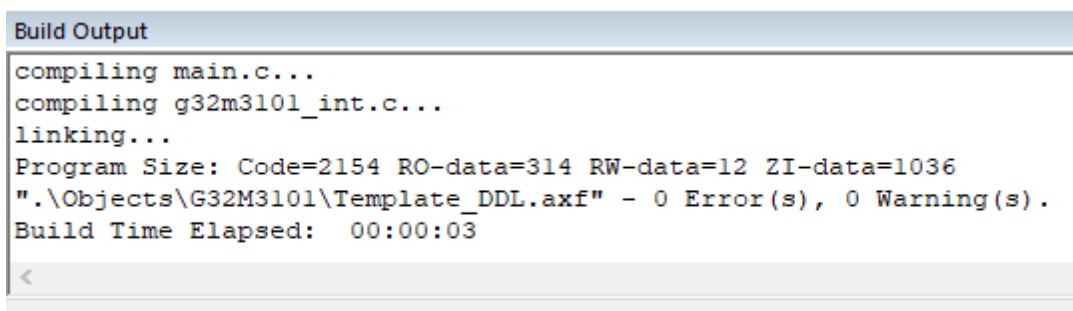 Build Output
compiling main.c...
compiling g32m3101_int.c...
linking...
Program Size: Code=2154 RO-data=314 RW-data=12 ZI-data=1036
".\Objects\G32M3101\Template_DDL.axf" - 0 Error(s), 0 Warning(s).
Build Time Elapsed:  00:00:03